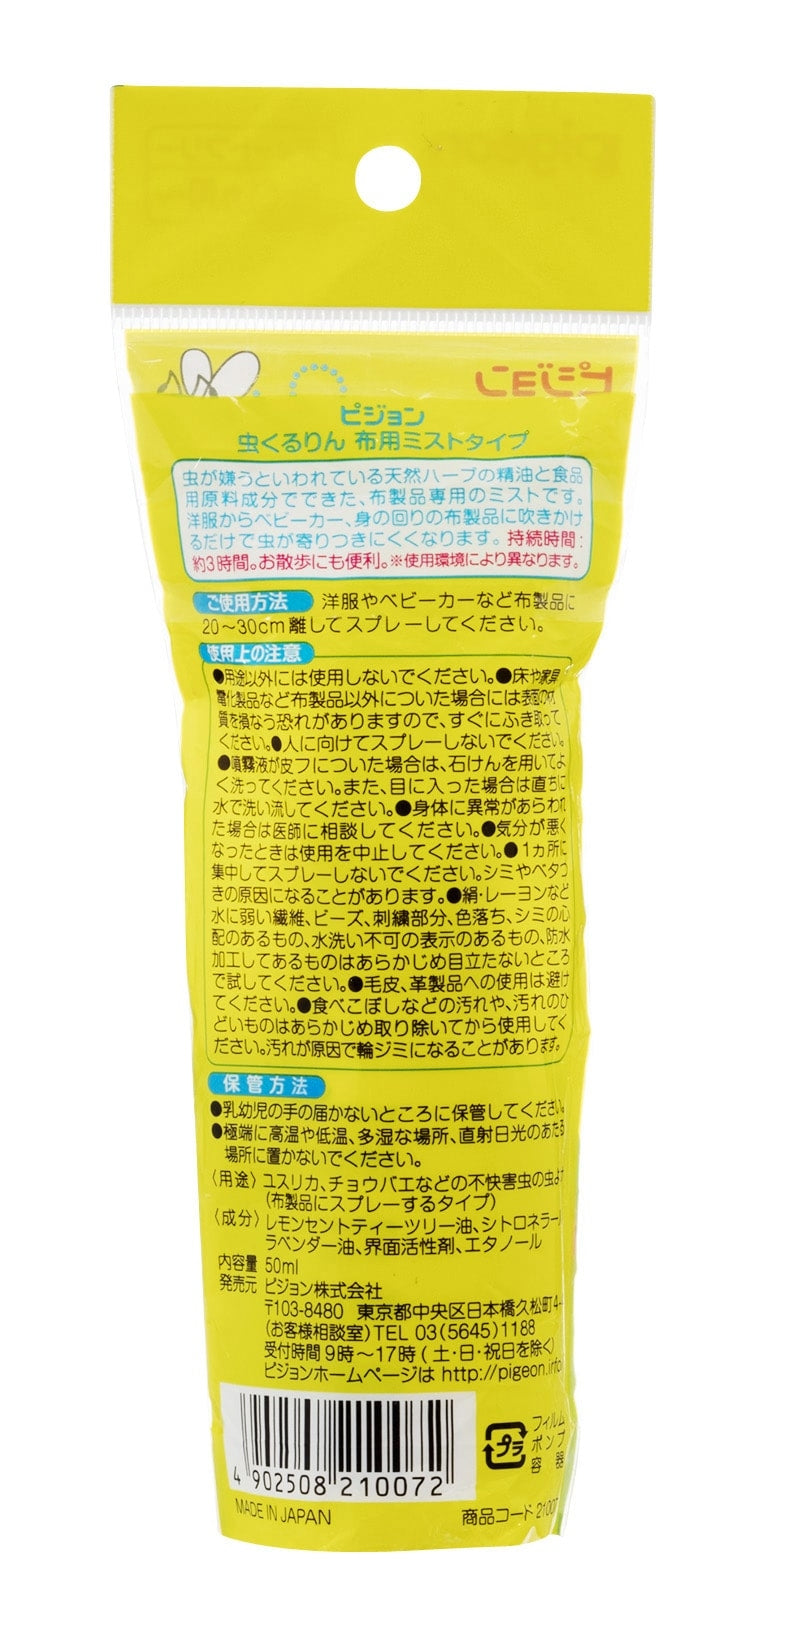 ピジョン
ピジョン
虫くるりん 布用ミストタイプ
虫が嫌うといわれている天然ハーブの精油と食品
用原料成分でできた、布製品専用のミストです。
洋服からベビーカー、身の回りの布製品に吹きかけ
るだけで虫が寄りつきにくくなります。持続時間:
約3時間。お散歩にも便利。※使用環境により異なります。
ご使用方法 洋服やベビーカーなど布製品に
20~30cm離してスプレーしてください。
使用上の注意
●用途以外には使用しないでください。●床や家具
電化製品など布製品以外についた場合には表面の材
質を損なう恐れがありますので、すぐにふき取って
ください。●人に向けてスプレーしないでください。
●噴霧液が皮フについた場合は、石けんを用いてよ
く洗ってください。また、目に入った場合は直ちに
水で洗い流してください。●身体に異常があらわれ
た場合は医師に相談してください。●気分が悪く
なったときは使用を中止してください。●1ヵ所に
集中してスプレーしないでください。シミやベタつ
きの原因になることがあります。●絹・レーヨンなど
水に弱い繊維、ビーズ、刺繍部分、色落ち、シミの心
配のあるもの、水洗い不可の表示のあるもの、防水
加工してあるものはあらかじめ目立たないところ
で試してください。●毛皮、革製品への使用は避け
てください。●食べこぼしなどの汚れや、汚れのひ
どいものはあらかじめ取り除いてから使用してく
ださい。汚れが原因で輪ジミになることがあります。
保管方法
●乳幼児の手の届かないところに保管してください。
●極端に高温や低温、多湿な場所、直射日光のあたる
場所に置かないでください。
〈用途〉 ユスリカ、チョウバエなどの不快害虫の虫よけ
(布製品にスプレーするタイプ)
〈成分〉 レモンセントティーツリー油、シトロネラール
ラベンダー油、界面活性剤、エタノール
内容量 50ml
発売元 ピジョン株式会社
〒103-8480 東京都中央区日本橋久松町4-
(お客様相談室)TEL 03(5645)1188
受付時間9時~17時(土・日・祝日を除く)
ピジョンホームページは http://pigeon.info
フィルム
ポンプ
容器
プラ
4 902508 210072
MADE IN JAPAN
商品コード 21007